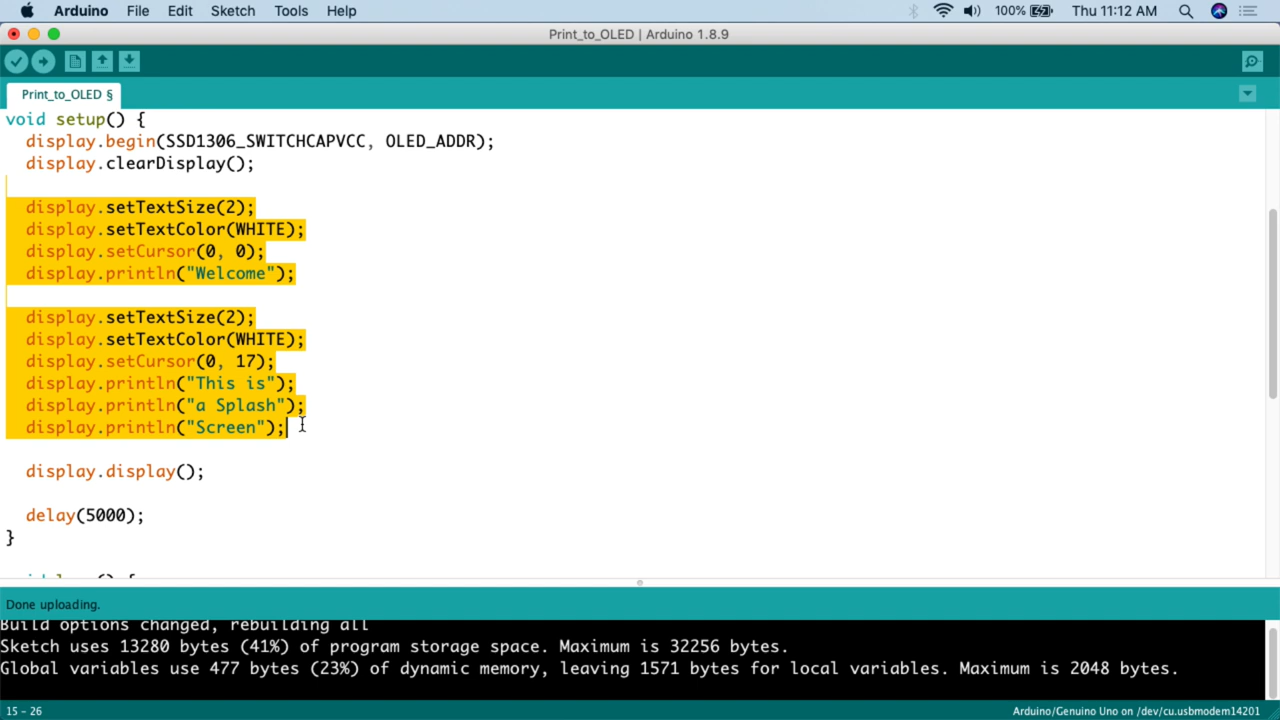 Arduino File Edit Sketch Tools Help 100% Thu 11:12 AM
Print_to_OLED | Arduino 1.8.9
Print_to_OLED §
void setup() {
display.begin(SSD1306_SWITCHCAPVCC, OLED_ADDR);
display.clearDisplay();
display.setTextSize(2);
display.setTextColor(WHITE);
display.setCursor(0, 0);
display.println("Welcome");
display.setTextSize(2);
display.setTextColor(WHITE);
display.setCursor(0, 17);
display.println("This is");
display.println("a Splash");
display.println("Screen");
display.display();
delay(5000);
}
Done uploading.
Build options changed, rebuilding all
Sketch uses 13280 bytes (41%) of program storage space. Maximum is 32256 bytes.
Global variables use 477 bytes (23%) of dynamic memory, leaving 1571 bytes for local variables. Maximum is 2048 bytes.
15 - 26 Arduino/Genuino Uno on /dev/cu.usbmodem14201